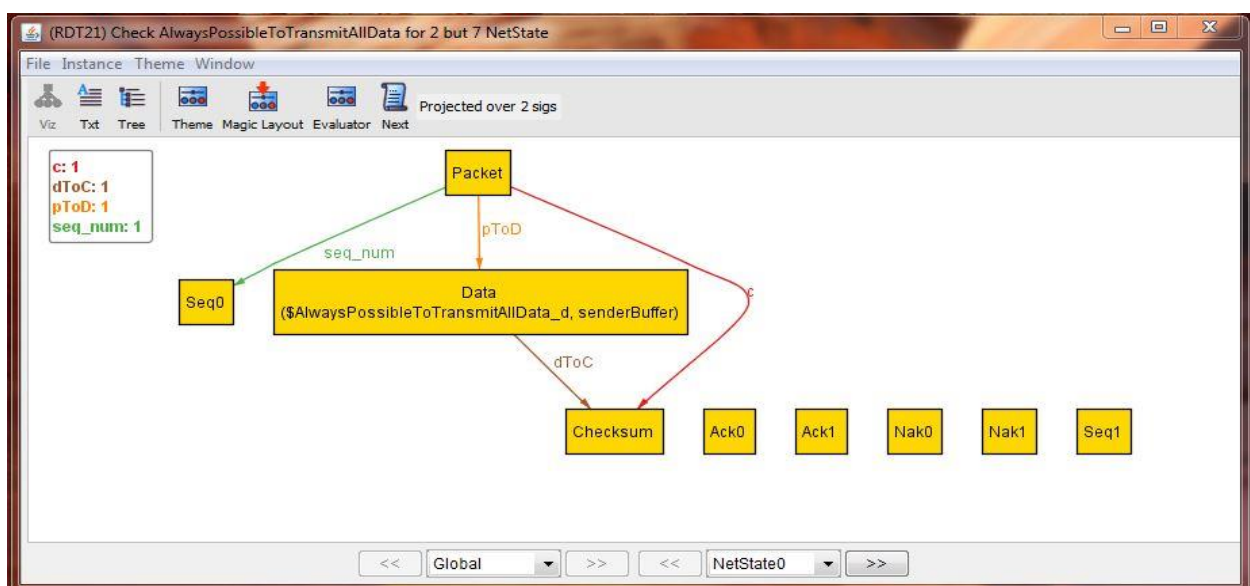 (RDT21) Check AlwaysPossibleToTransmitAllData for 2 but 7 NetState
File Instance Theme Window
Viz Txt Tree Theme Magic Layout Evaluator Next Projected over 2 sigs
c: 1
dToC: 1
pToD: 1
seq_num: 1
Packet
pToD
seq_num
c
Seq0
Data
($AlwaysPossibleToTransmitAllData_d, senderBuffer)
dToC
Checksum Ack0 Ack1 Nak0 Nak1 Seq1
<< Global >> << NetState0 >>